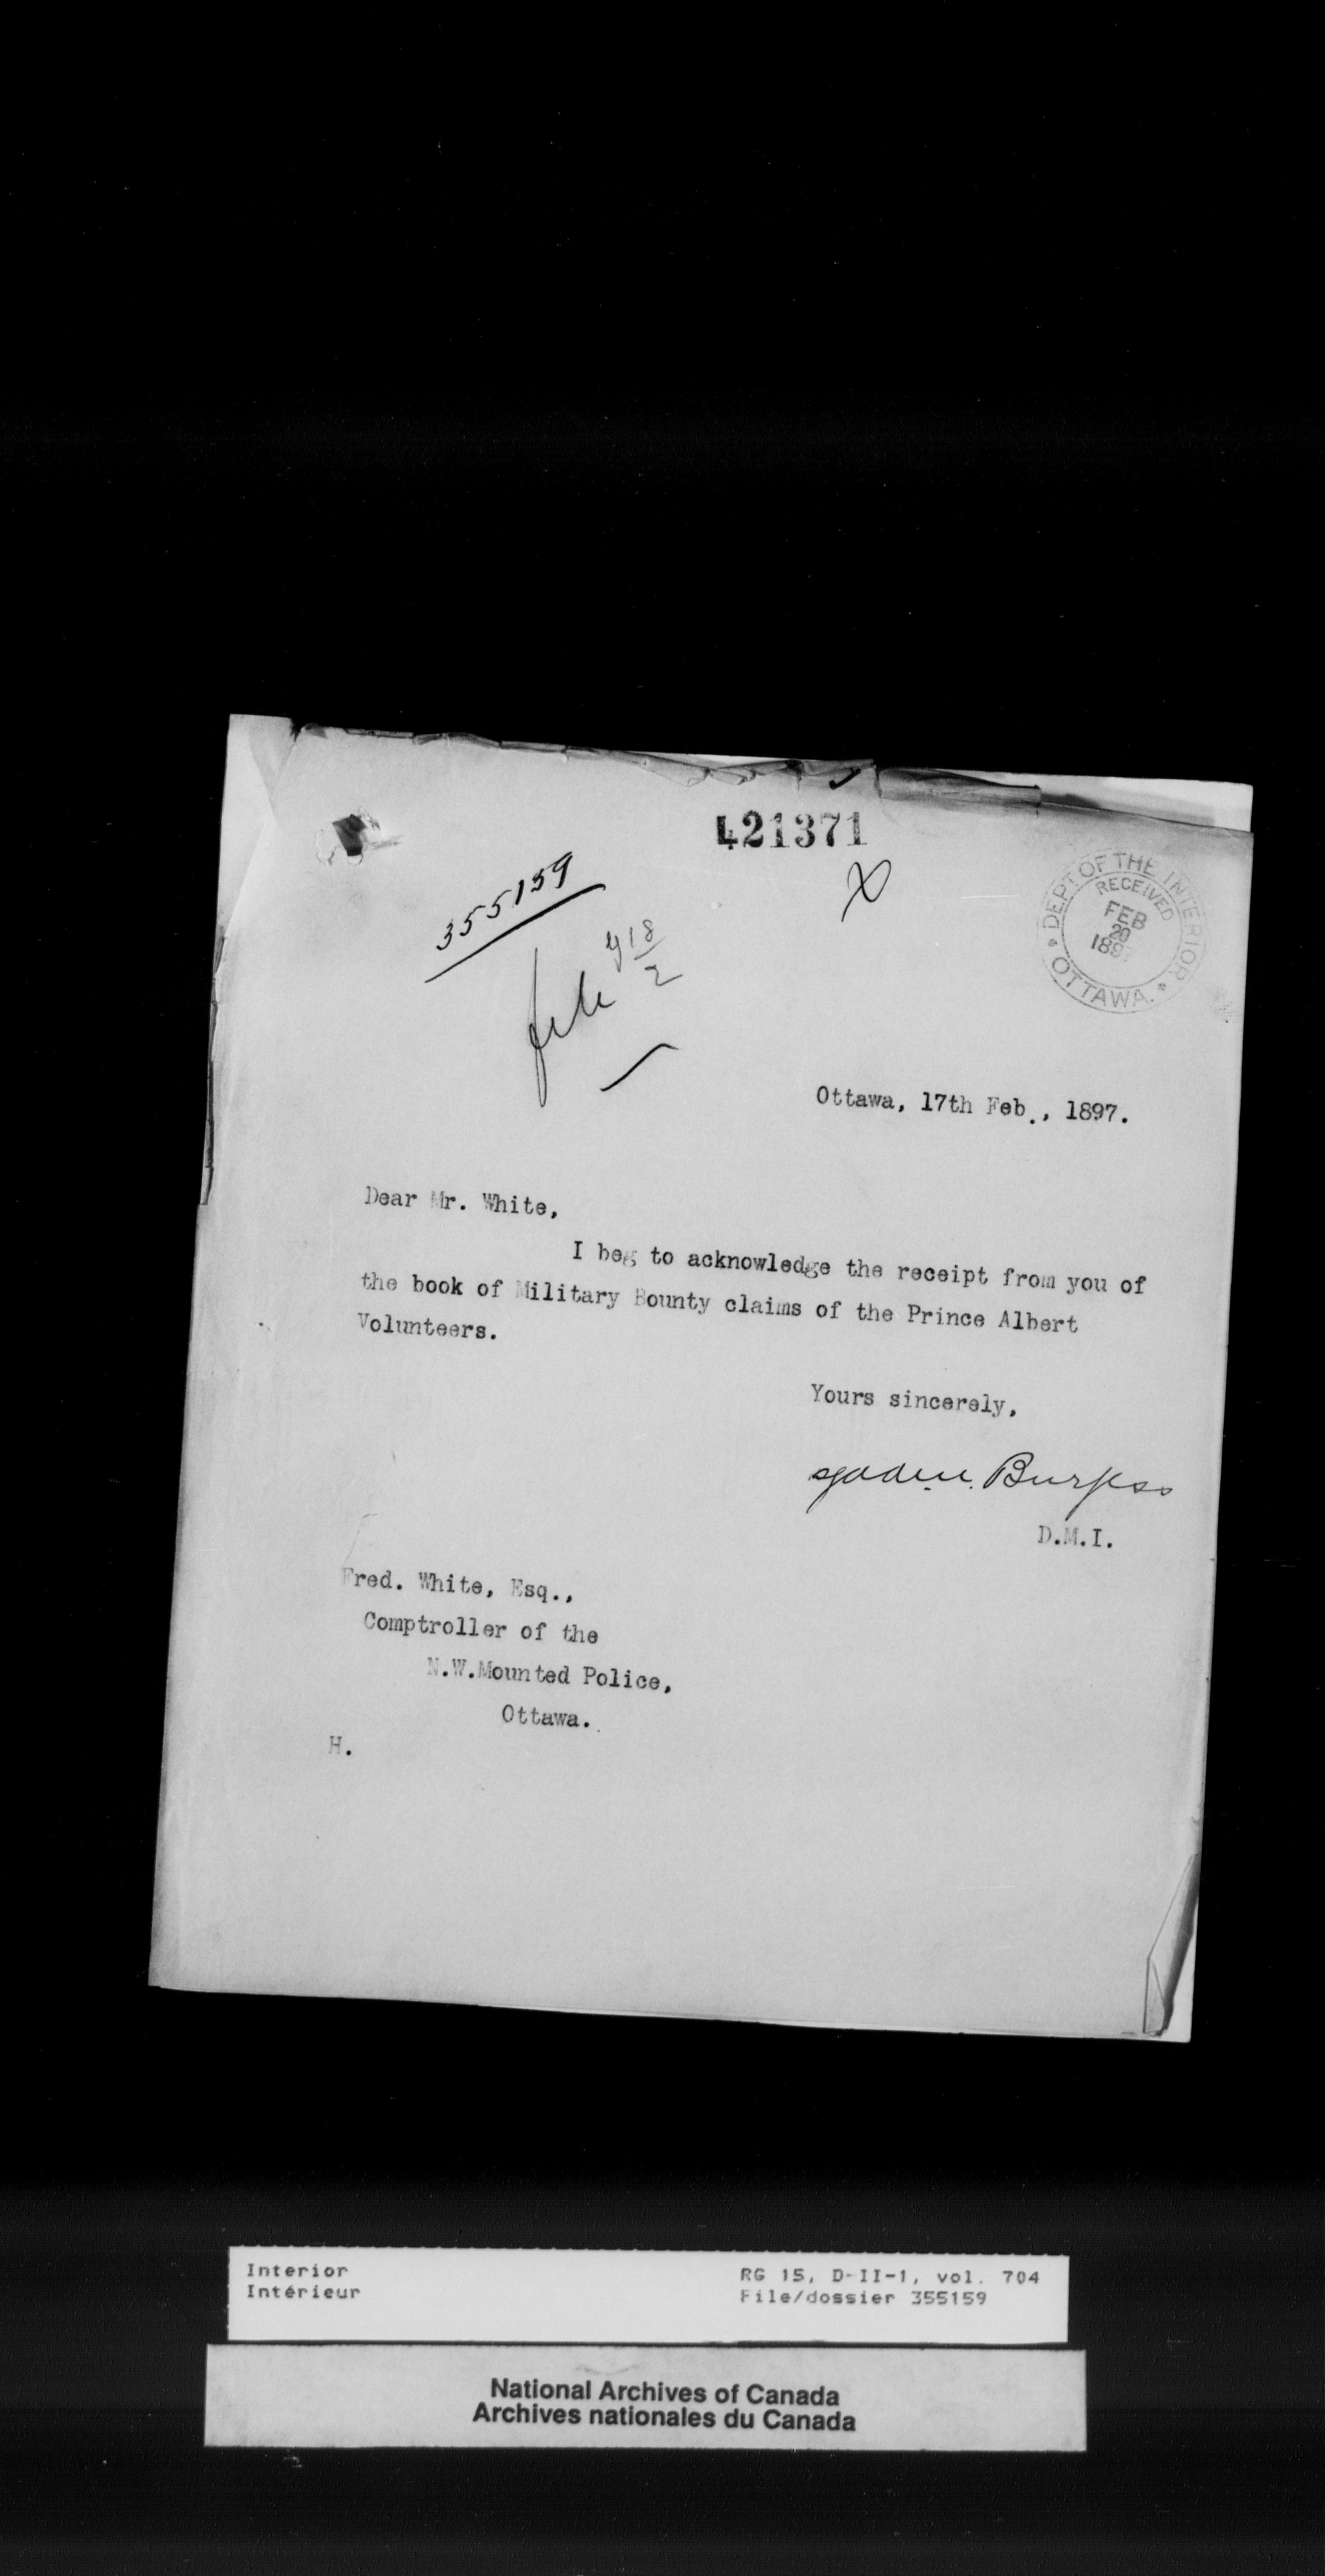 421371
355159
X
DEPT OF THE INTERIOR
RECEIVED
FEB
20
OTTAWA.
file
18
2
Ottawa, 17th Feb., 1897.
Dear Mr. White,
I beg to acknowledge the receipt from you of
the book of Military Bounty claims of the Prince Albert
Volunteers.
Yours sincerely,
Burgess
D.M.I.
Fred. White, Esq.,
Comptroller of the
N.W.Mounted Police,
Ottawa.
H.
Interior
Intérieur
RG 15, D-II-1, vol. 704
File/dossier 355159
National Archives of Canada
Archives nationales du Canada